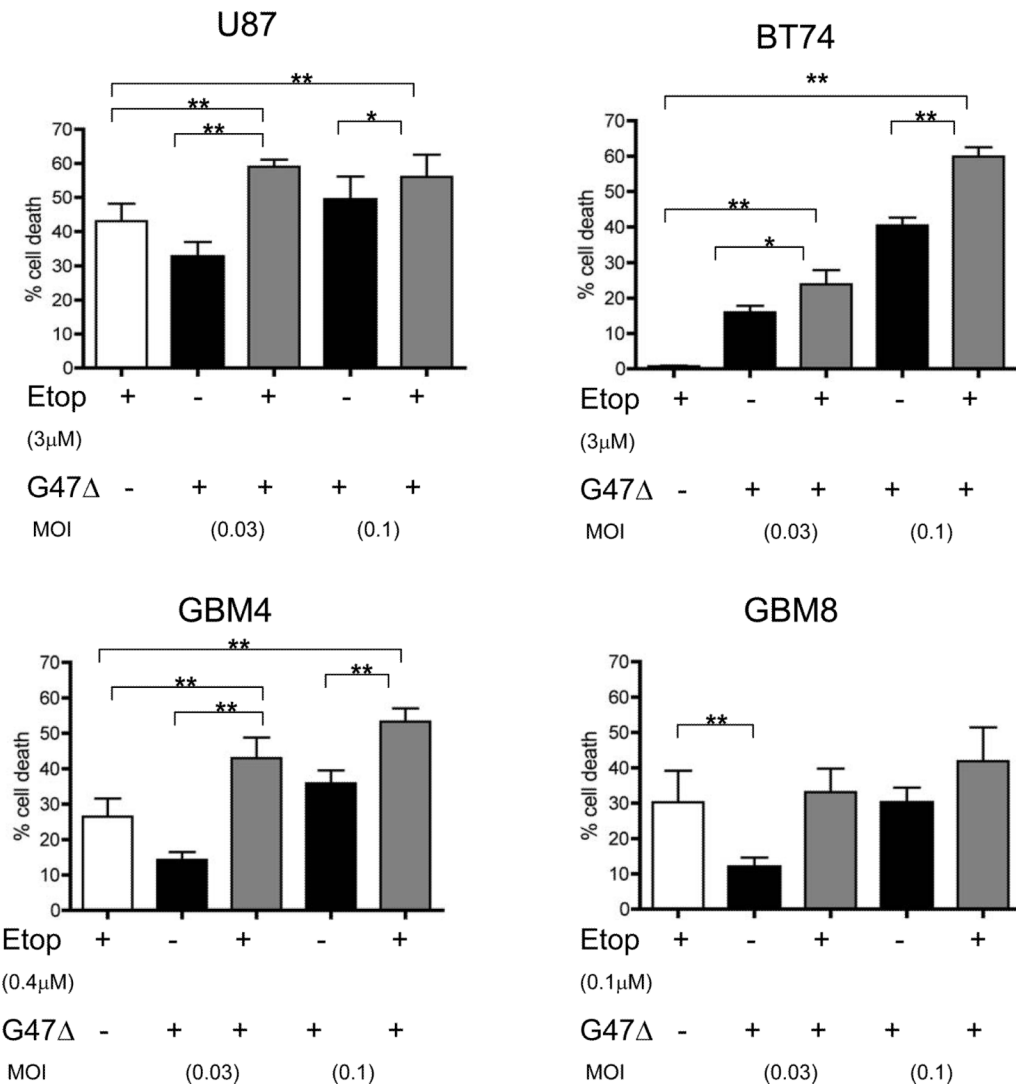 U87
** 
**
**
*
% cell death
70
60
50
40
30
20
10
0
Etop + - + - +
(3μM)
G47Δ - + + + +
MOI (0.03) (0.1)
BT74
**
**
**
*
% cell death
70
60
50
40
30
20
10
0
Etop + - + - +
(3μM)
G47Δ - + + + +
MOI (0.03) (0.1)
GBM4
**
**
**
**
% cell death
70
60
50
40
30
20
10
0
Etop + - + - +
(0.4μM)
G47Δ - + + + +
MOI (0.03) (0.1)
GBM8
**
% cell death
70
60
50
40
30
20
10
0
Etop + - + - +
(0.1μM)
G47Δ - + + + +
MOI (0.03) (0.1)